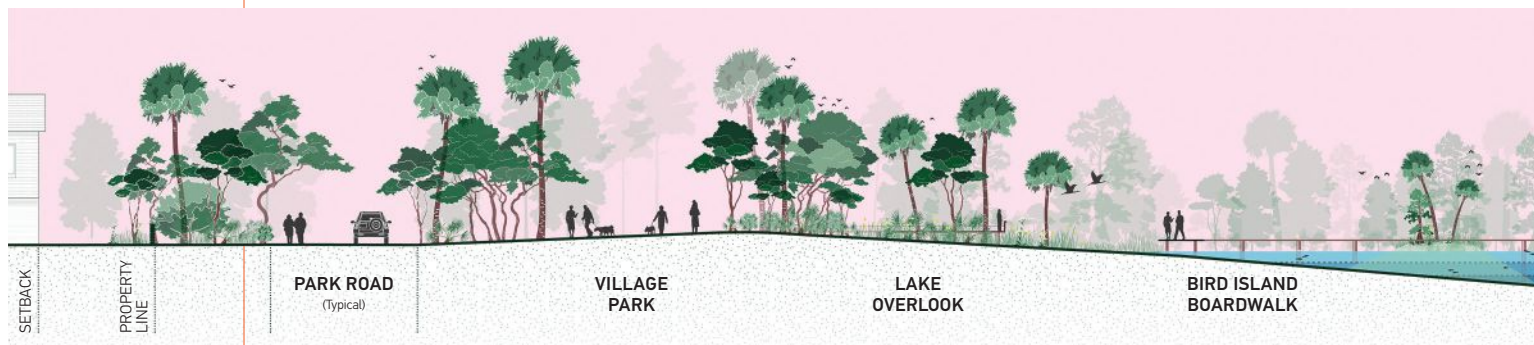 SETBACK
PROPERTY
LINE
PARK ROAD
(Typical)
VILLAGE
PARK
LAKE
OVERLOOK
BIRD ISLAND
BOARDWALK